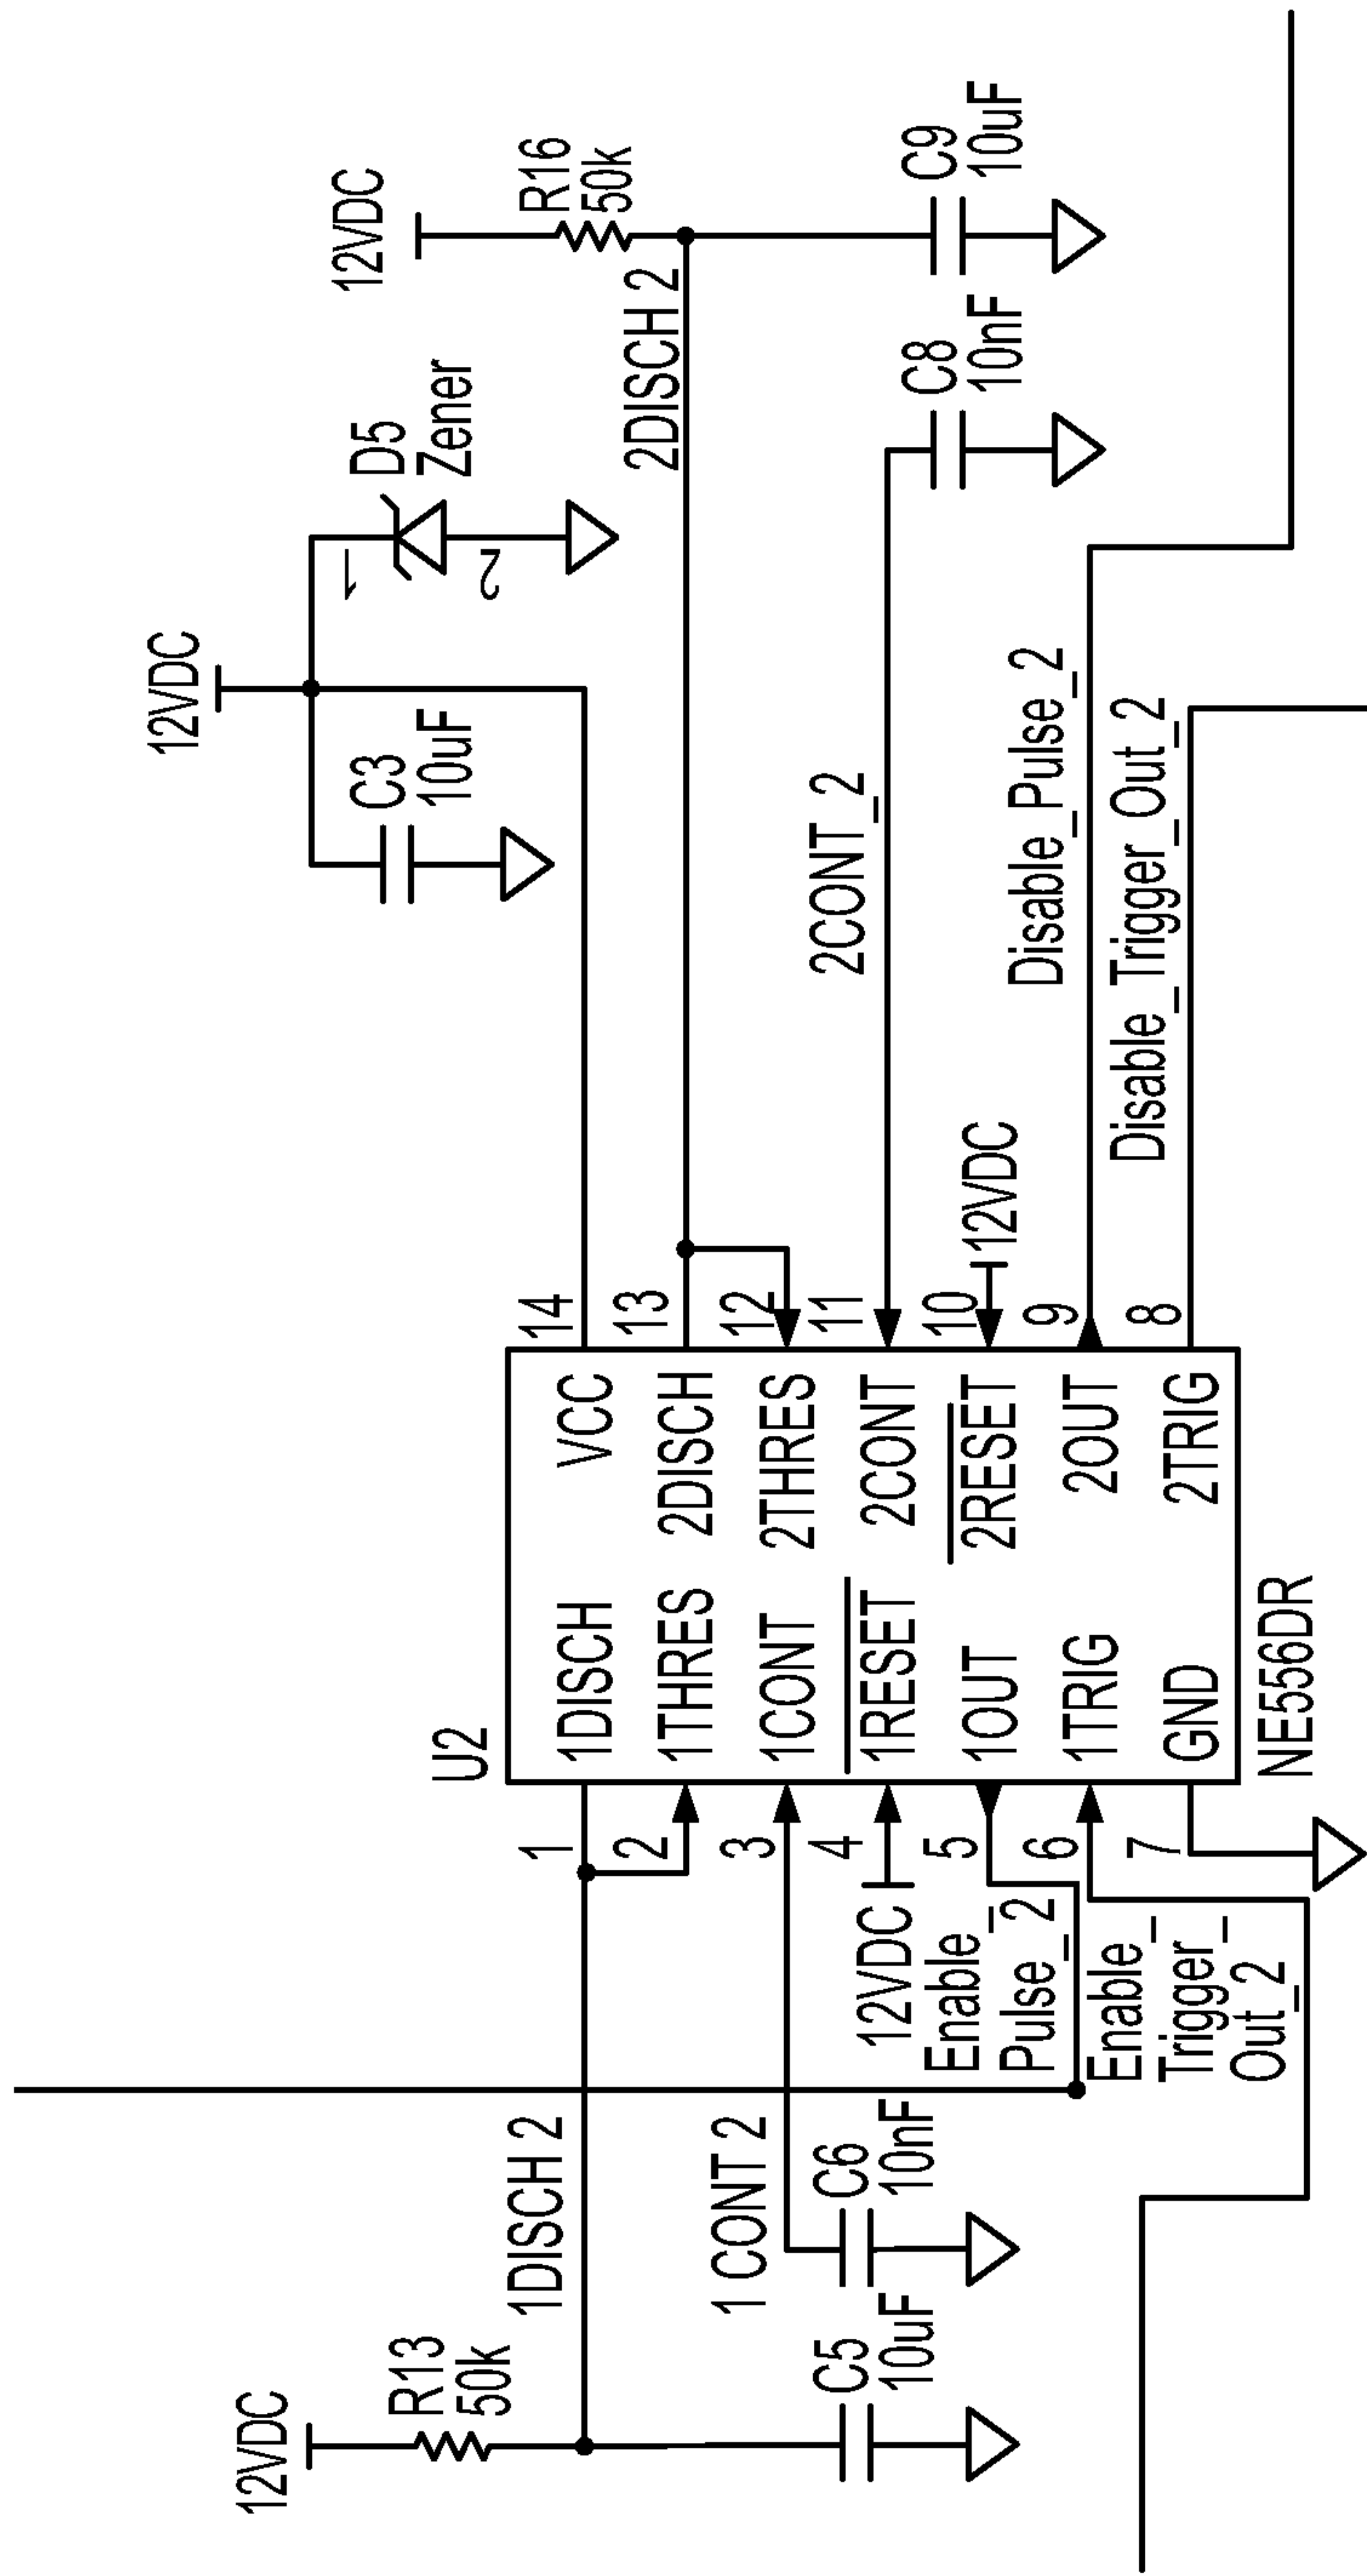 12VDC
R13
50k
1DISCH 2
C5
10uF
1 CONT 2
C6
10nF
12VDC
Enable_
Pulse_2
Enable_
Trigger_
Out_2
U2
1
2
3
4
5
6
7
1DISCH
1THRES
1CONT
1RESET
1OUT
1TRIG
GND
VCC
2DISCH
2THRES
2CONT
2RESET
2OUT
2TRIG
NE556DR
14
13
12
11
10
9
8
12VDC
12VDC
C3
10uF
1
2
D5
Zener
2DISCH 2
12VDC
R16
50k
2CONT_2
C8
10nF
C9
10uF
Disable_Pulse_2
Disable_Trigger_Out_2